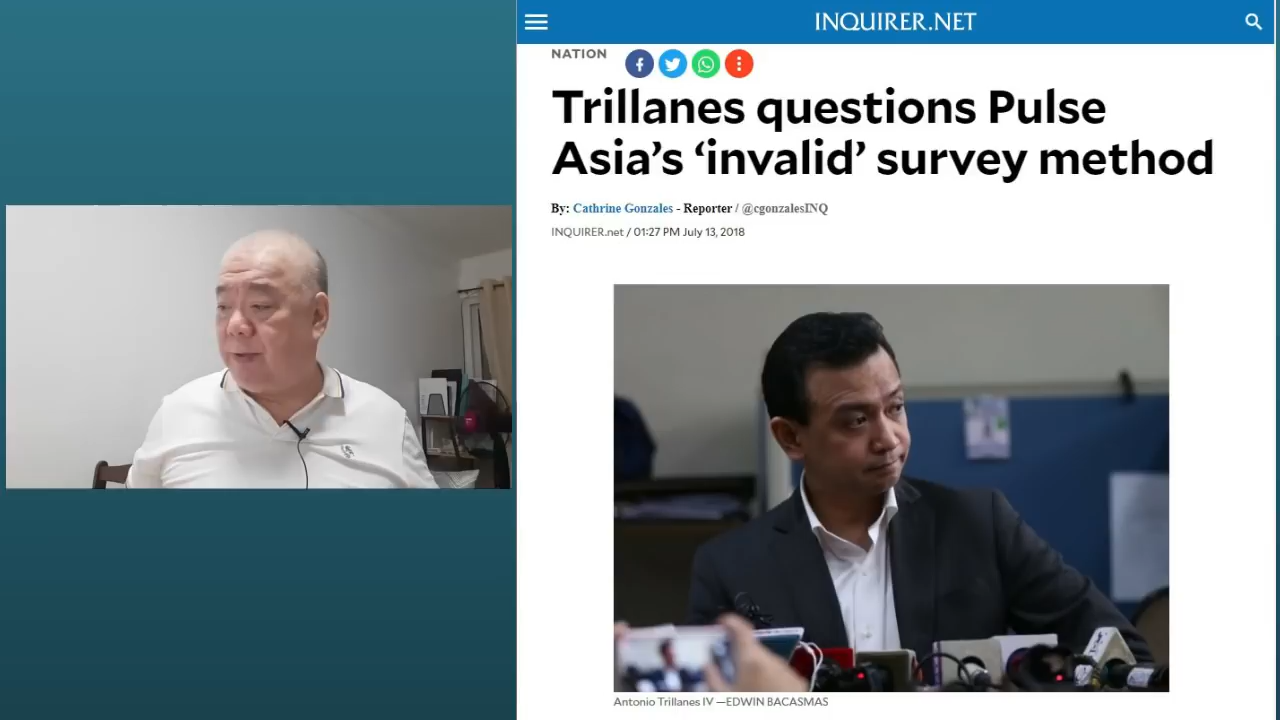 INQUIRER.NET
NATION
Trillanes questions Pulse
Asia’s ‘invalid’ survey method
By: Cathrine Gonzales - Reporter / @cgonzalesINQ
INQUIRER.net / 01:27 PM July 13, 2018
Antonio Trillanes IV —EDWIN BACASMAS